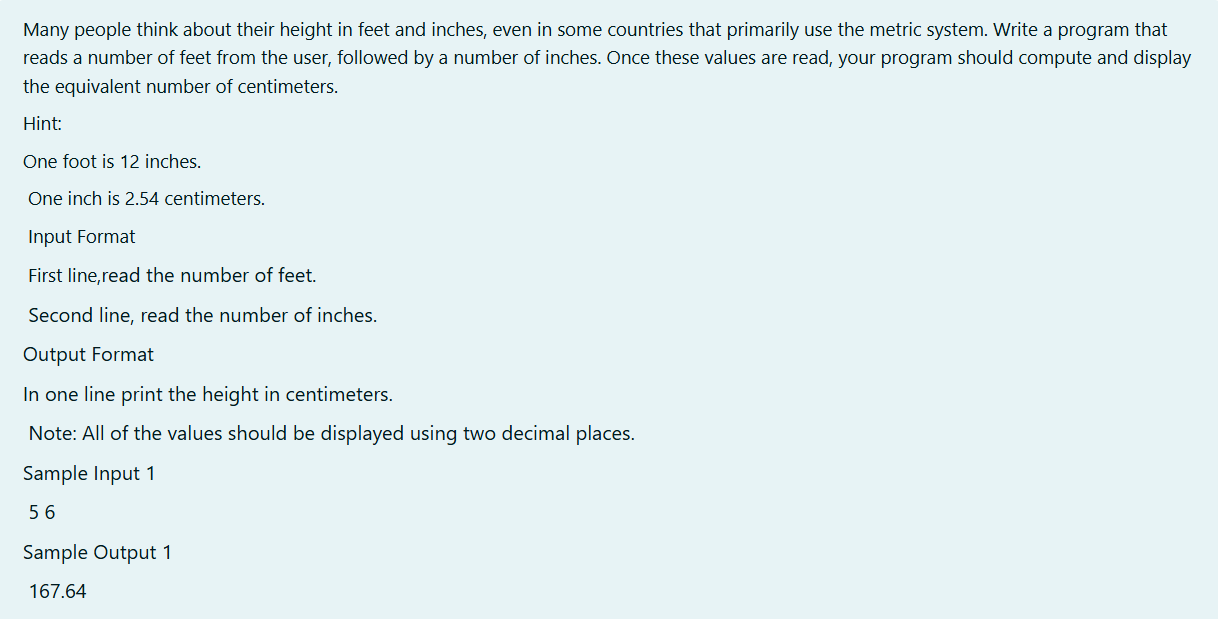 Many people think about their height in feet and inches, even in some countries that primarily use the metric system. Write a program that
reads a number of feet from the user, followed by a number of inches. Once these values are read, your program should compute and display
the equivalent number of centimeters.
Hint:
One foot is 12 inches.
One inch is 2.54 centimeters.
Input Format
First line,read the number of feet.
Second line, read the number of inches.
Output Format
In one line print the height in centimeters.
Note: All of the values should be displayed using two decimal places.
Sample Input 1
5 6
Sample Output 1
167.64